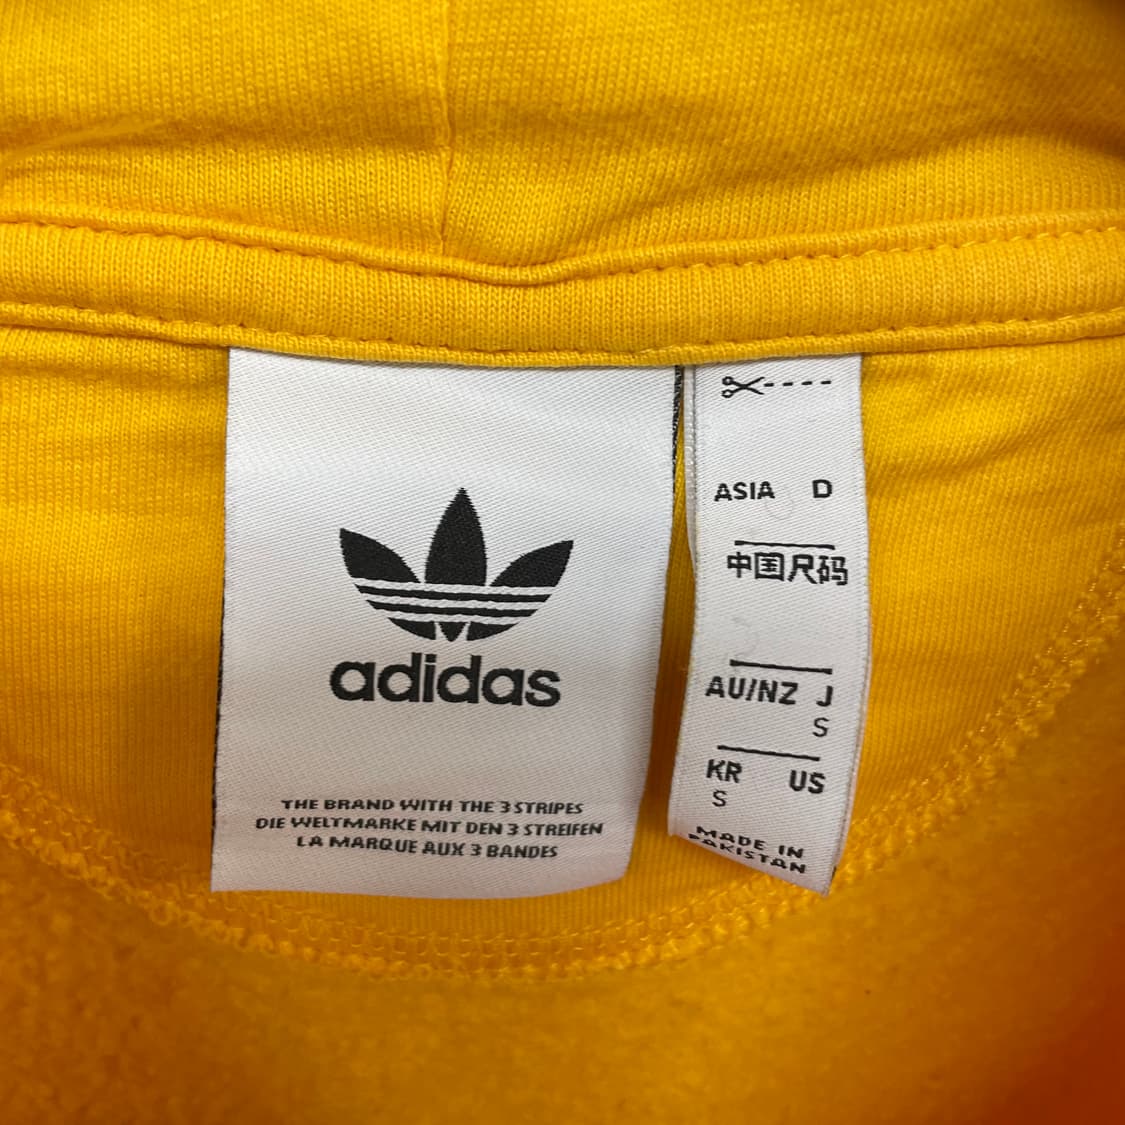 adidas
THE BRAND WITH THE 3 STRIPES
DIE WELTMARKE MIT DEN 3 STREIFEN
LA MARQUE AUX 3 BANDES
ASIA D
中国尺码
AU/NZ J
S
KR US
S
MADE IN
PAKISTAN